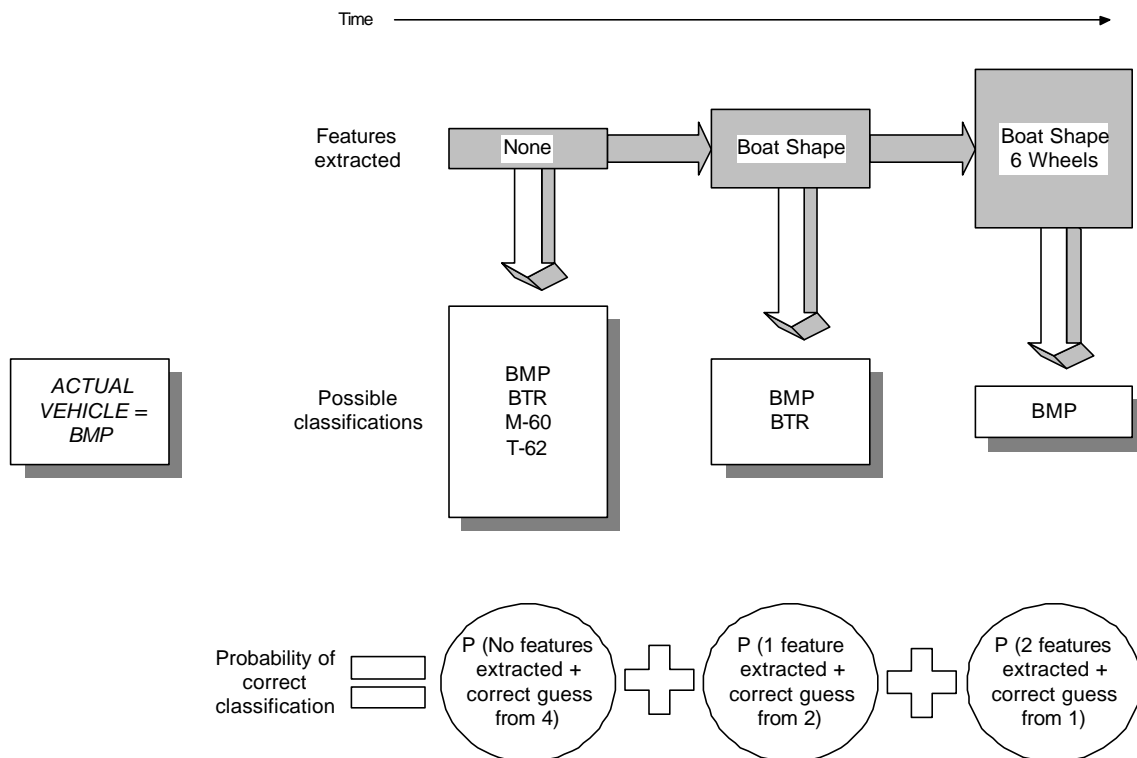 Time
Features
extracted
None
Boat Shape
Boat Shape
6 Wheels
ACTUAL
VEHICLE =
BMP
Possible
classifications
BMP
BTR
M-60
T-62
BMP
BTR
BMP
Probability of
correct
classification
P (No features
extracted +
correct guess
from 4)
P (1 feature
extracted +
correct guess
from 2)
P (2 features
extracted +
correct guess
from 1)